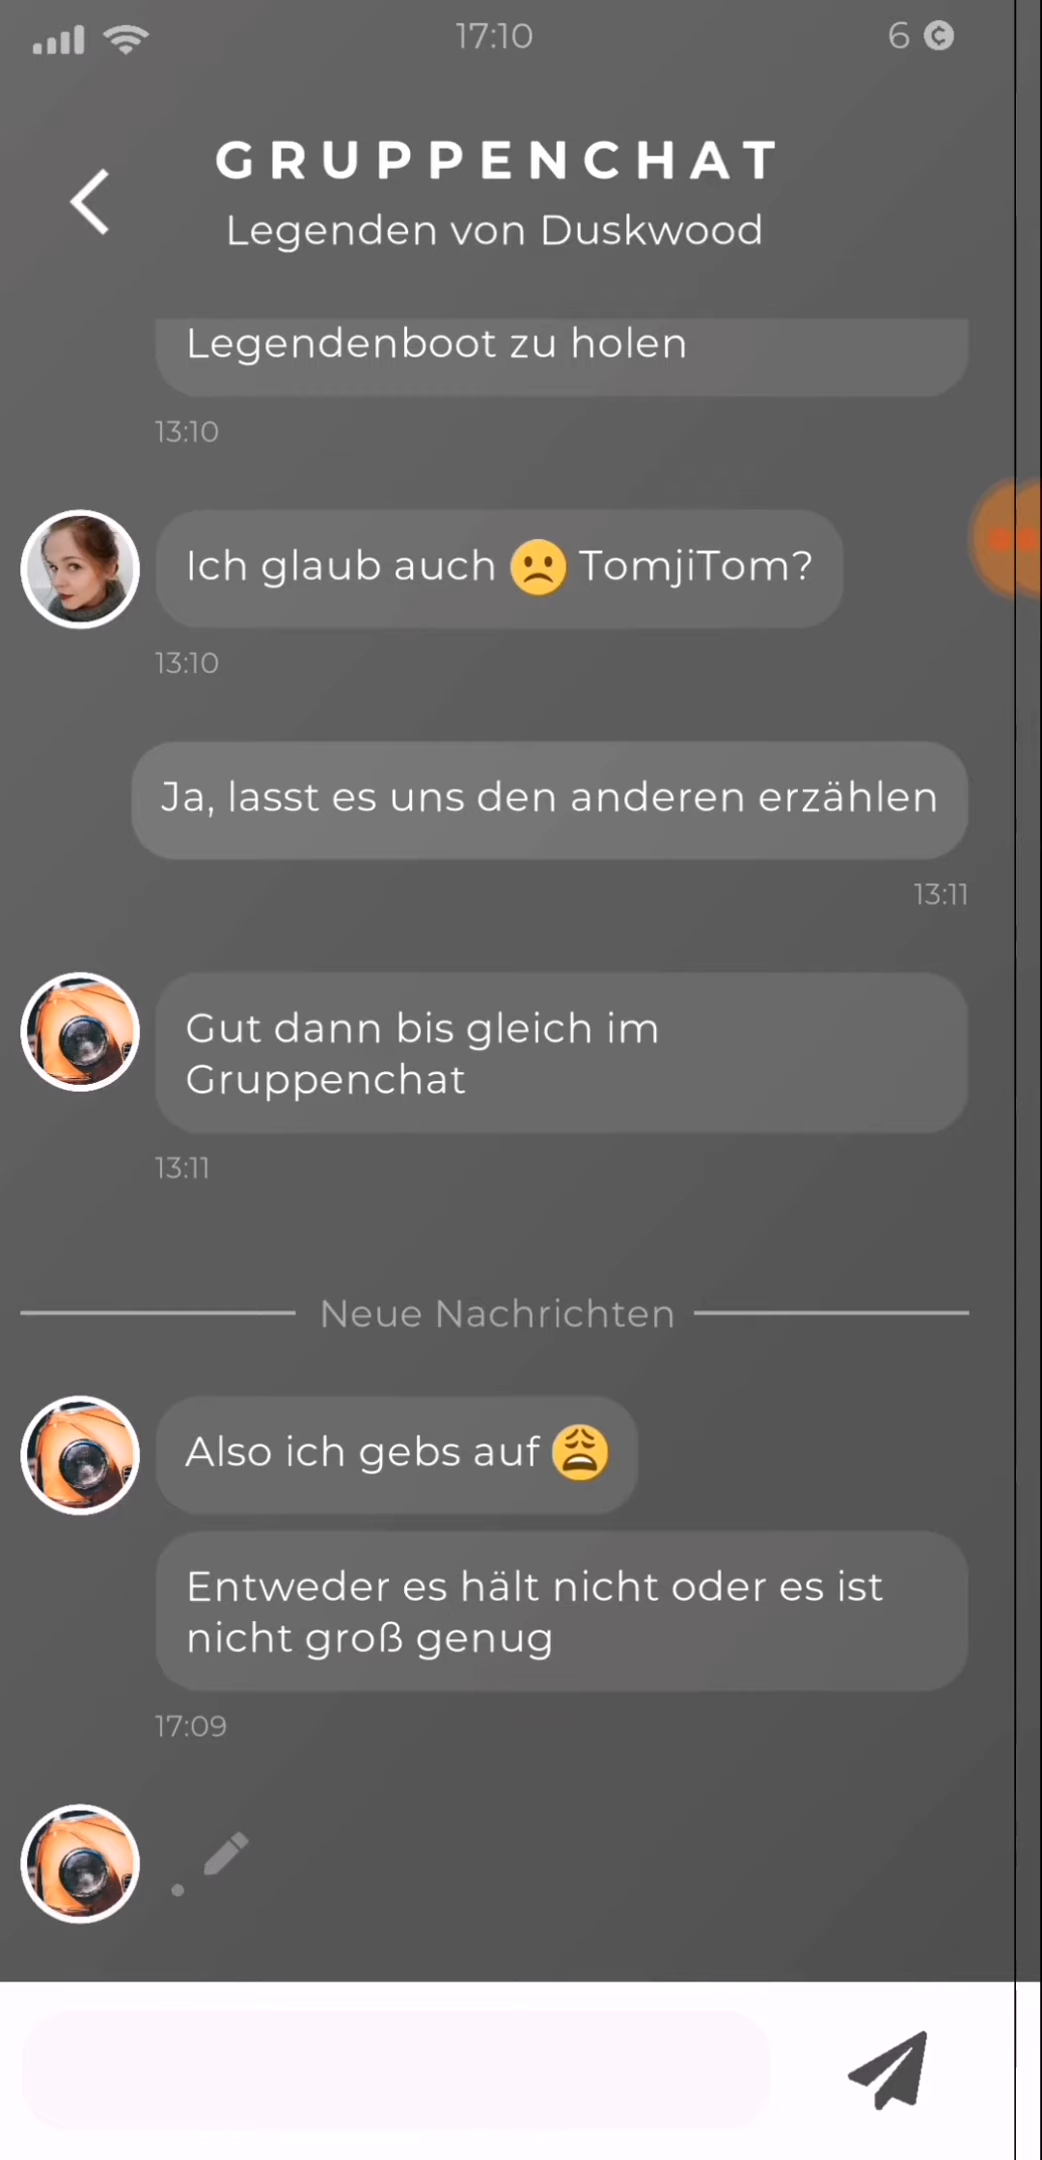 17:10
6
GRUPPENCHAT
Legenden von Duskwood
Legendenboot zu holen
13:10
Ich glaub auch 🙁 TomjiTom?
13:10
Ja, lasst es uns den anderen erzählen
13:11
Gut dann bis gleich im
Gruppenchat
13:11
Neue Nachrichten
Also ich gebs auf 😩
Entweder es hält nicht oder es ist
nicht groß genug
17:09